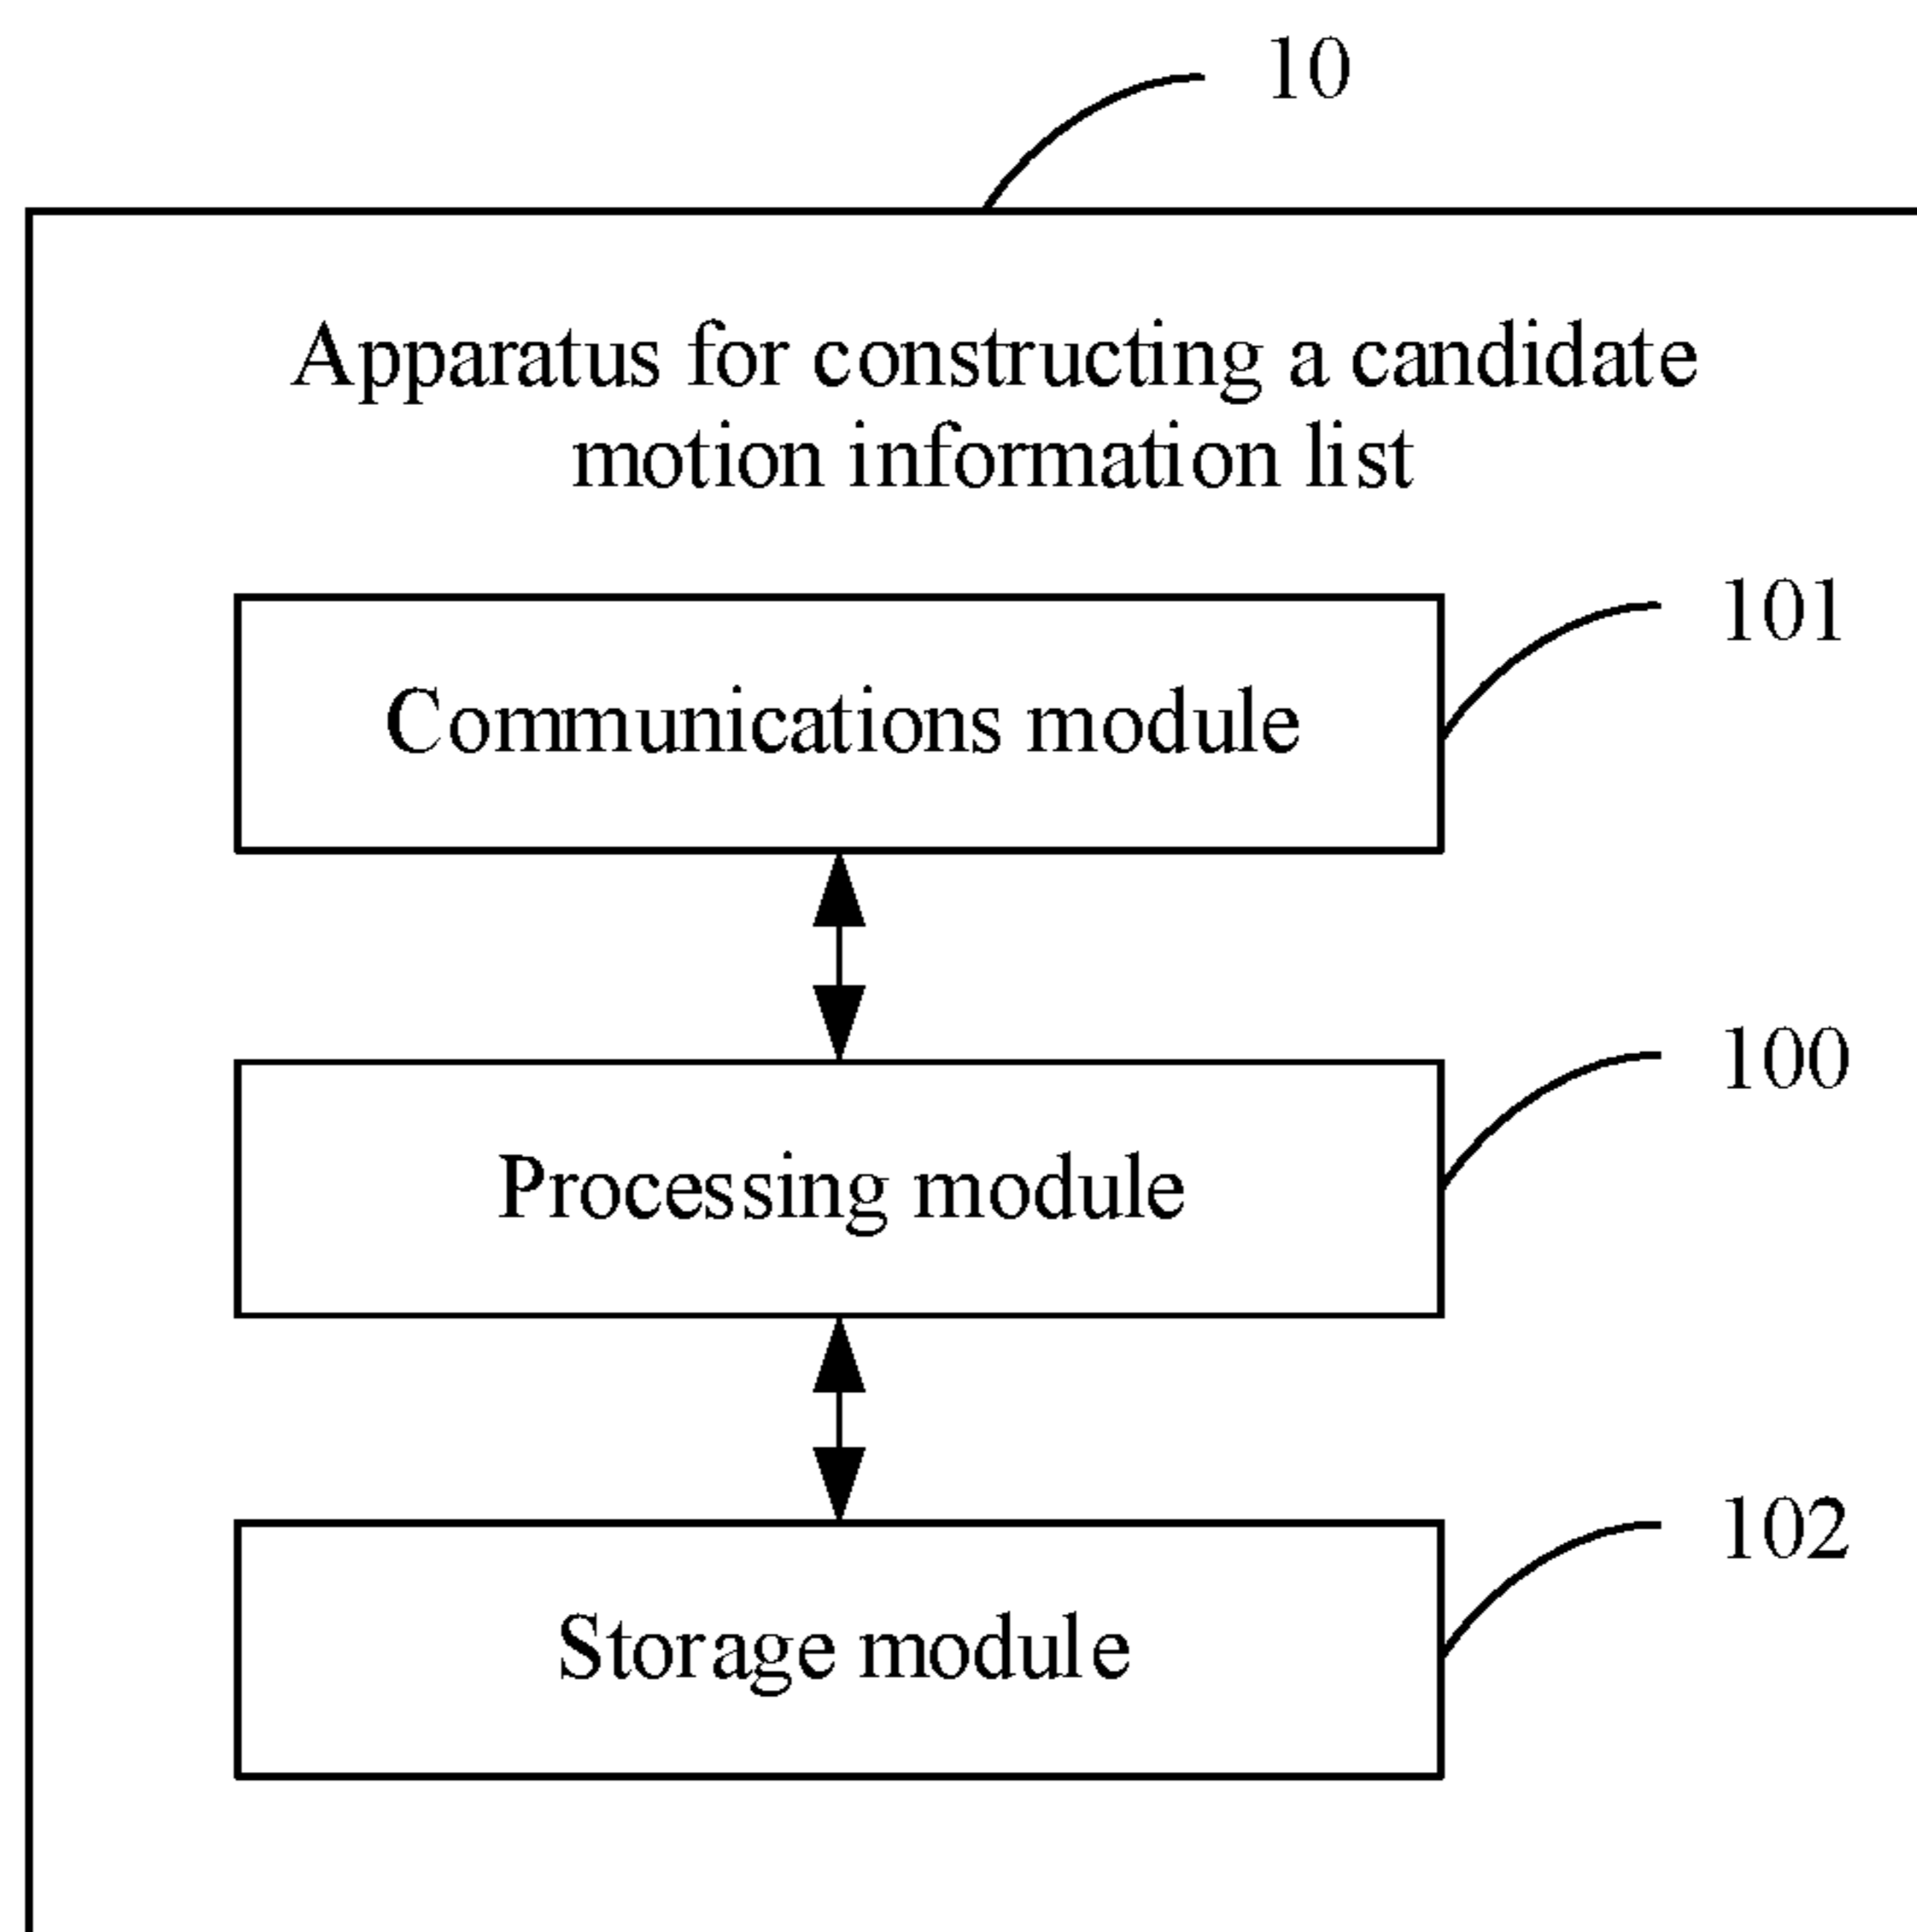 10
Apparatus for constructing a candidate
motion information list
101
Communications module
100
Processing module
102
Storage module